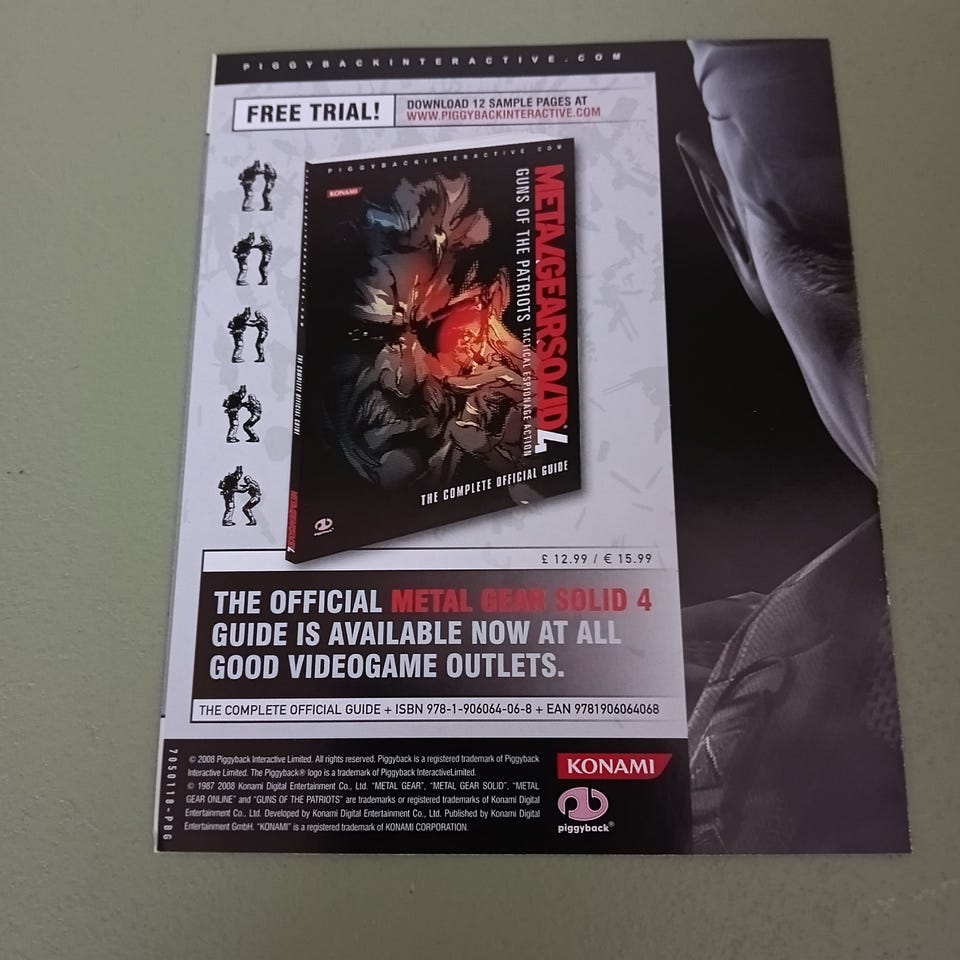 PIGGYBACKINTERACTIVE.COM
FREE TRIAL!
DOWNLOAD 12 SAMPLE PAGES AT
WWW.PIGGYBACKINTERACTIVE.COM
PIGGYBACKINTERACTIVE.COM
KONAMI
METAL GEAR SOLID 4
GUNS OF THE PATRIOTS TACTICAL ESPIONAGE ACTION
THE COMPLETE OFFICIAL GUIDE
THE COMPLETE OFFICIAL GUIDE
METAL GEAR SOLID 4
piggyback
£ 12.99 / € 15.99
THE OFFICIAL METAL GEAR SOLID 4
GUIDE IS AVAILABLE NOW AT ALL
GOOD VIDEOGAME OUTLETS.
THE COMPLETE OFFICIAL GUIDE + ISBN 978-1-906064-06-8 + EAN 9781906064068
7050118-PBG
© 2008 Piggyback Interactive Limited. All rights reserved. Piggyback is a registered trademark of Piggyback
Interactive Limited. The Piggyback® logo is a trademark of Piggyback InteractiveLimited.
© 1987 2008 Konami Digital Entertainment Co., Ltd. "METAL GEAR", "METAL GEAR SOLID", "METAL
GEAR ONLINE" and "GUNS OF THE PATRIOTS" are trademarks or registered trademarks of Konami Digital
Entertainment Co., Ltd. Developed by Konami Digital Entertainment Co., Ltd. Published by Konami Digital
Entertainment GmbH. "KONAMI" is a registered trademark of KONAMI CORPORATION.
KONAMI
piggyback®